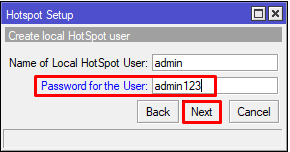 Hotspot Setup
Create local HotSpot user
Name of Local HotSpot User: admin
Password for the User: admin123
Back Next Cancel